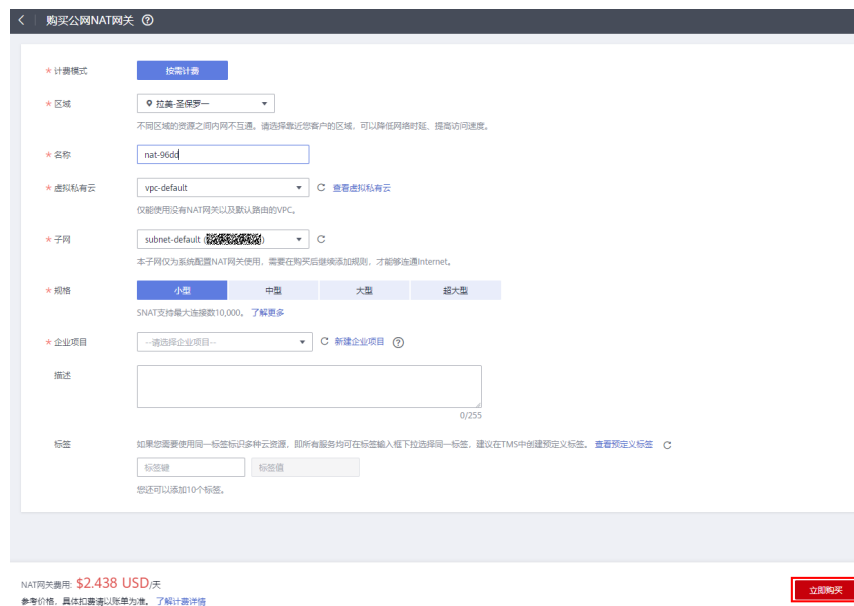 购买公网NAT网关
* 计费模式 按需计费
* 区域 拉美-圣保罗一
不同区域的资源之间内网不互通。请选择靠近您客户的区域，可以降低网络时延、提高访问速度。
* 名称 nat-96dd
* 虚拟私有云 vpc-default 查看虚拟私有云
仅能使用没有NAT网关以及默认路由的VPC。
* 子网 subnet-default (
本子网仅为系统配置NAT网关使用，需要在购买后继续添加规则，才能够连通Internet。
* 规格 小型 中型 大型 超大型
SNAT支持最大连接数10,000。 了解更多
* 企业项目 --请选择企业项目-- 新建企业项目
描述
0/255
标签 如果您需要使用同一标签标识多种云资源，即所有服务均可在标签输入框下拉选择同一标签，建议在TMS中创建预定义标签。 查看预定义标签
标签键 标签值
您还可以添加10个标签。
NAT网关费用: $2.438 USD/天
参考价格，具体扣费请以账单为准。 了解计费详情
立即购买